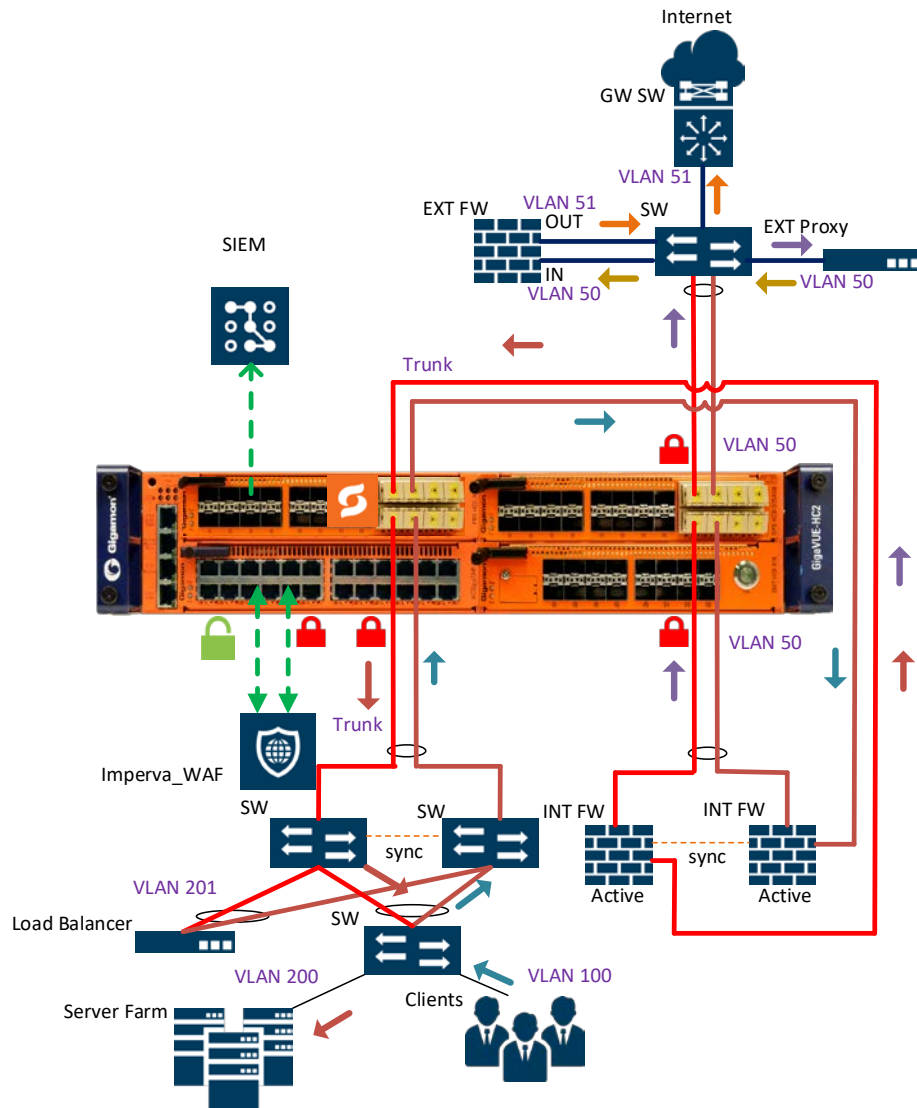 Internet
GW SW
VLAN 51
VLAN 51
EXT FW
OUT
SW
EXT Proxy
SIEM
IN
VLAN 50
VLAN 50
Trunk
VLAN 50
Gigamon
GigaVUE-HC2
VLAN 50
Trunk
Imperva_WAF
SW
SW
INT FW
INT FW
sync
sync
Active
Active
VLAN 201
Load Balancer
SW
VLAN 200
VLAN 100
Clients
Server Farm